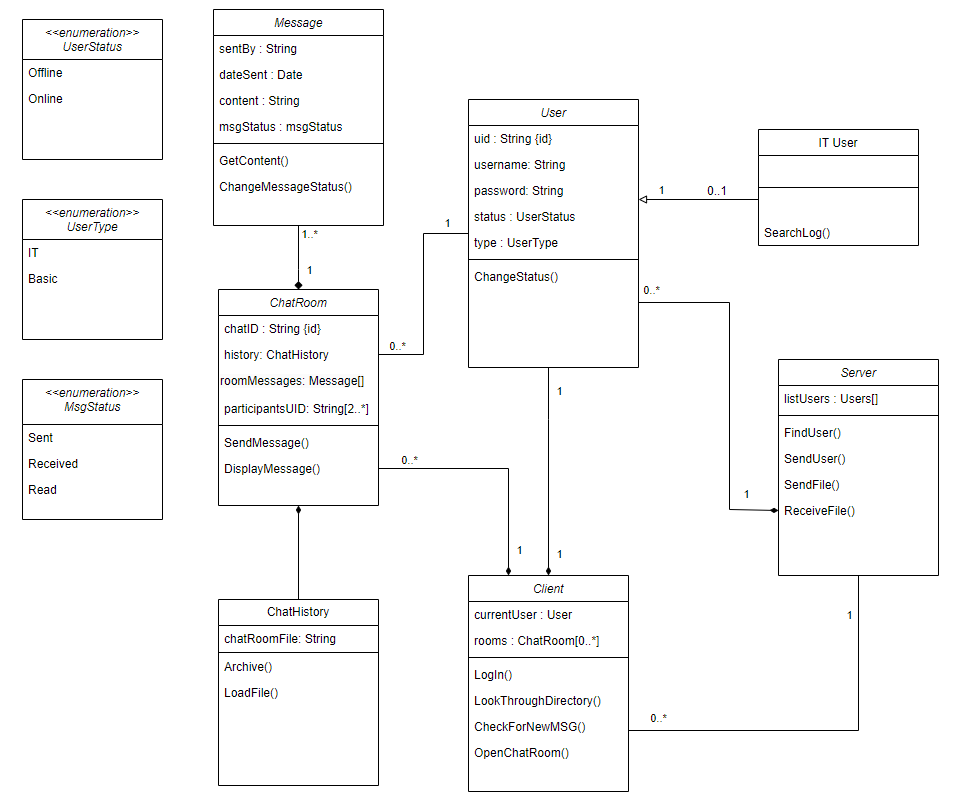 <<enumeration>>
UserStatus
Offline
Online
<<enumeration>>
UserType
IT
Basic
<<enumeration>>
MsgStatus
Sent
Received
Read
Message
sentBy : String
dateSent : Date
content : String
msgStatus : msgStatus
GetContent()
ChangeMessageStatus()
1..*
1
ChatRoom
chatID : String {id}
history: ChatHistory
roomMessages: Message[]
participantsUID: String[2..*]
SendMessage()
DisplayMessage()
ChatHistory
chatRoomFile: String
Archive()
LoadFile()
1
0..*
0..*
1
User
uid : String {id}
username: String
password: String
status : UserStatus
type : UserType
ChangeStatus()
1
0..1
IT User
SearchLog()
0..*
1
1
1
Client
currentUser : User
rooms : ChatRoom[0..*]
LogIn()
LookThroughDirectory()
CheckForNewMSG()
OpenChatRoom()
Server
listUsers : Users[]
FindUser()
SendUser()
SendFile()
ReceiveFile()
1
0..*